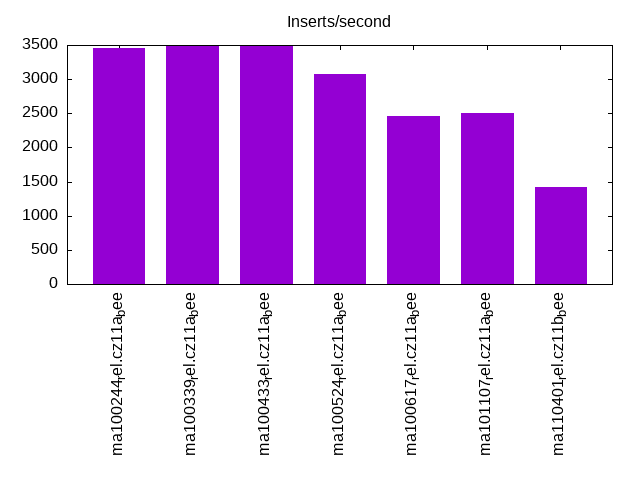 Inserts/second
3500
3000
2500
2000
1500
1000
500
0
ma100244rel.cz11abee
ma100339rel.cz11abee
ma100433rel.cz11abee
ma100524rel.cz11abee
ma100617rel.cz11abee
ma101107rel.cz11abee
ma110401rel.cz11bbee